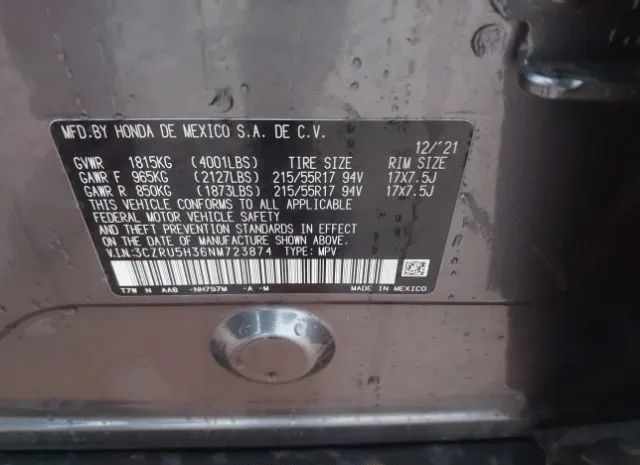 MFD.BY HONDA DE MEXICO S.A. DE C.V.
12/'21
GVWR 1815KG (4001LBS) TIRE SIZE RIM SIZE
GAWR F 965KG (2127LBS) 215/55R17 94V 17X7.5J
GAWR R 850KG (1873LBS) 215/55R17 94V 17X7.5J
THIS VEHICLE CONFORMS TO ALL APPLICABLE
FEDERAL MOTOR VEHICLE SAFETY
AND THEFT PREVENTION STANDARDS IN EFFECT
ON THE DATE OF MANUFACTURE SHOWN ABOVE.
V.I.N:3CZRU5H36NM723874 TYPE: MPV
T7W N AAB -NH797M -A -M MADE IN MEXICO